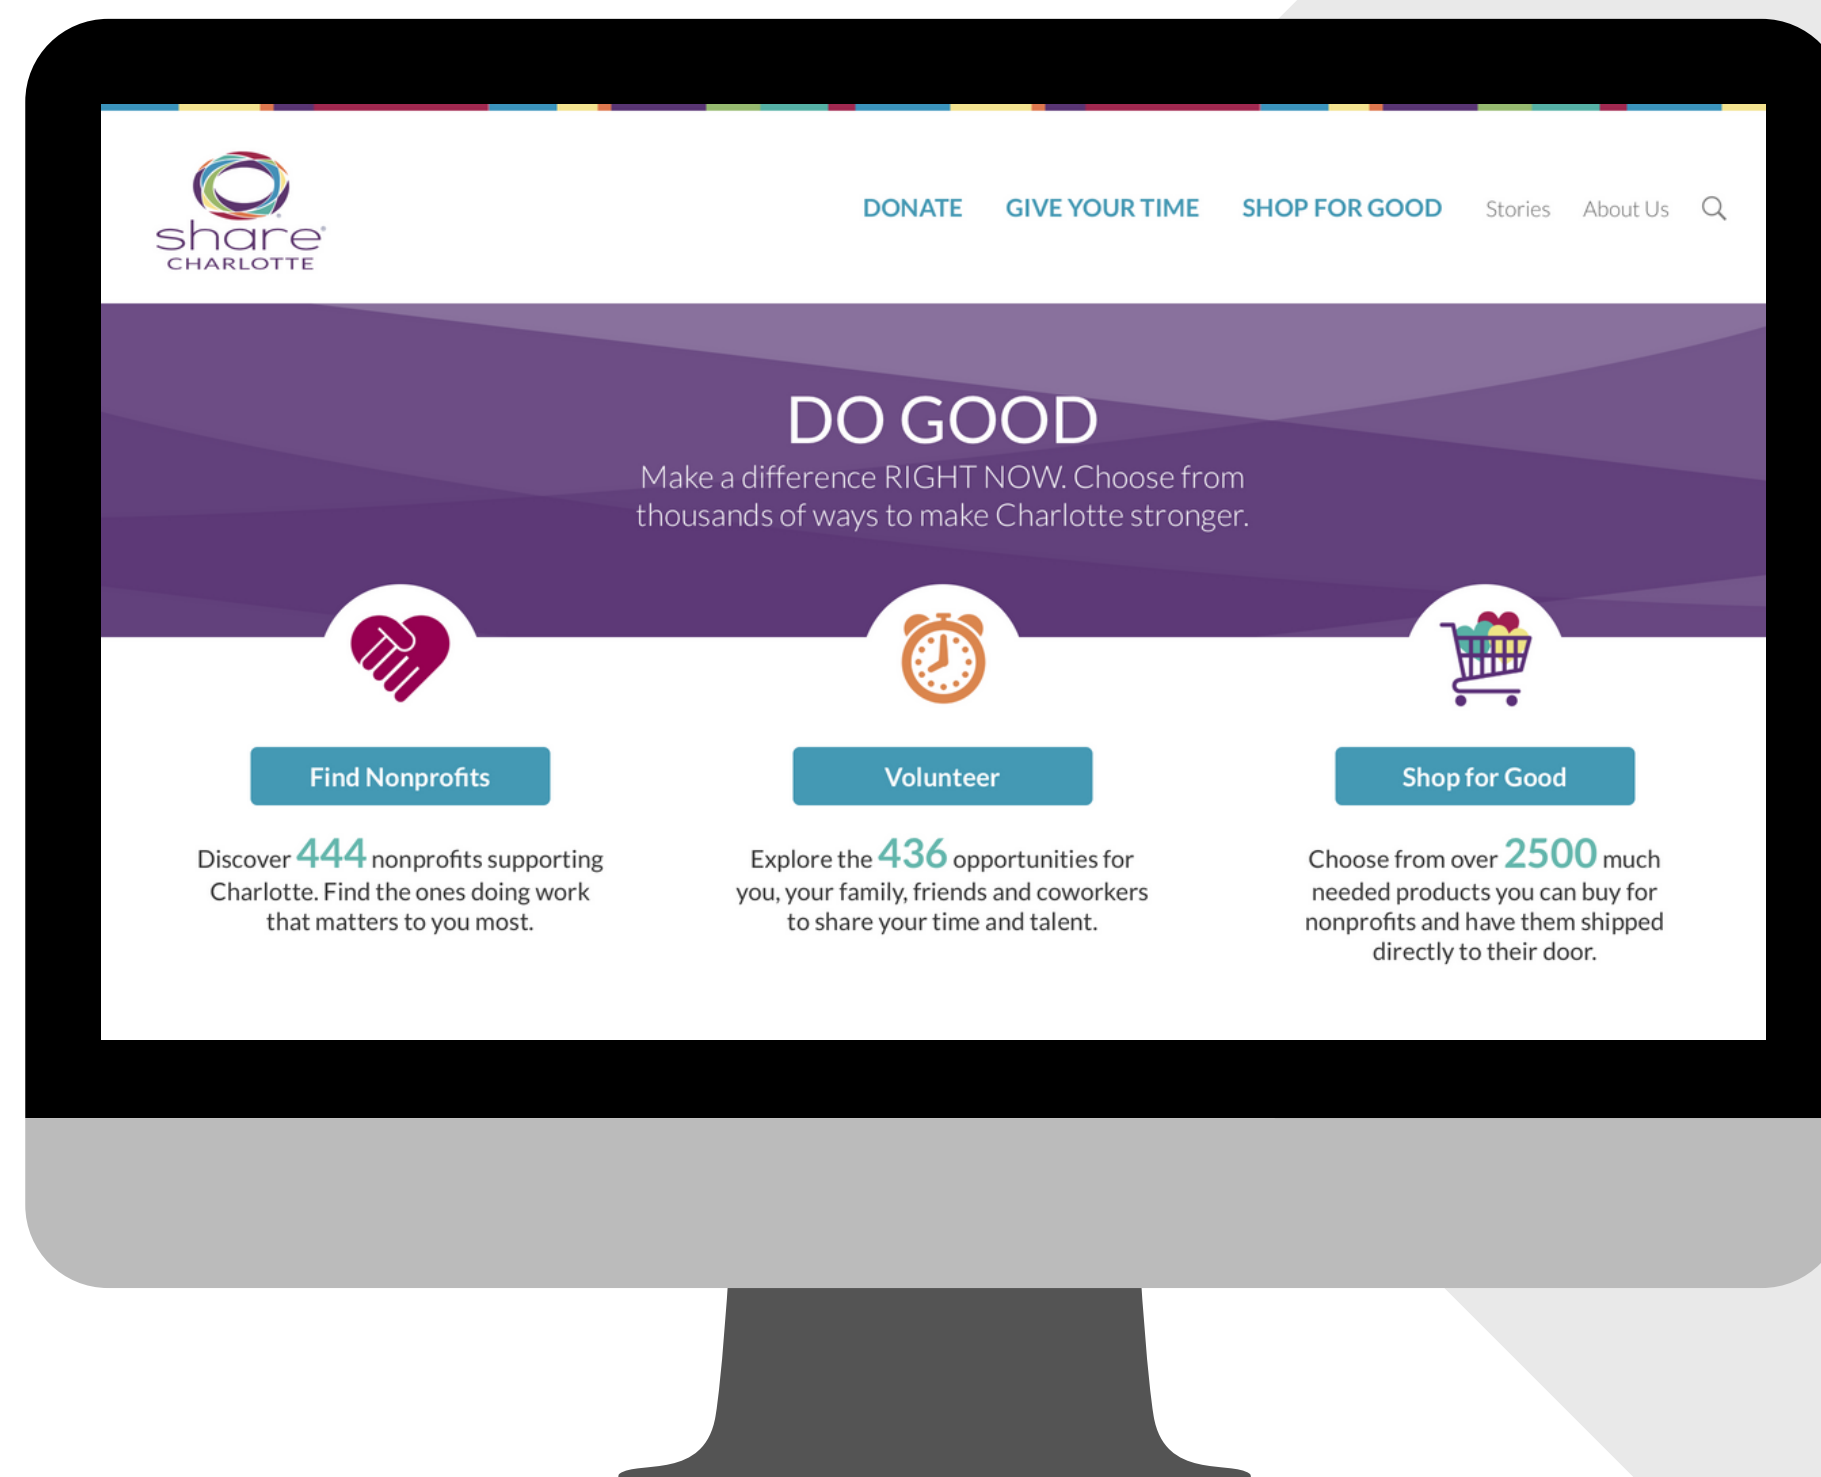 share®
CHARLOTTE
DONATE GIVE YOUR TIME SHOP FOR GOOD Stories About Us
DO GOOD
Make a difference RIGHT NOW. Choose from
thousands of ways to make Charlotte stronger.
Find Nonprofits
Discover 444 nonprofits supporting
Charlotte. Find the ones doing work
that matters to you most.
Volunteer
Explore the 436 opportunities for
you, your family, friends and coworkers
to share your time and talent.
Shop for Good
Choose from over 2500 much
needed products you can buy for
nonprofits and have them shipped
directly to their door.